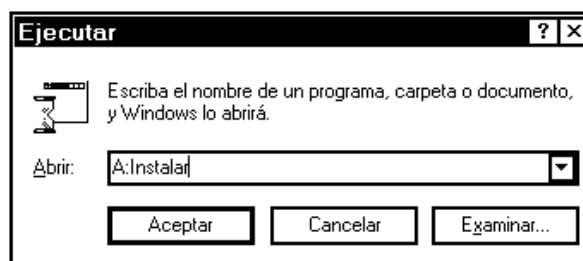 Ejecutar
Escriba el nombre de un programa, carpeta o documento,
y Windows lo abrirá.
Abrir: A:Instalar
Aceptar Cancelar Examinar...